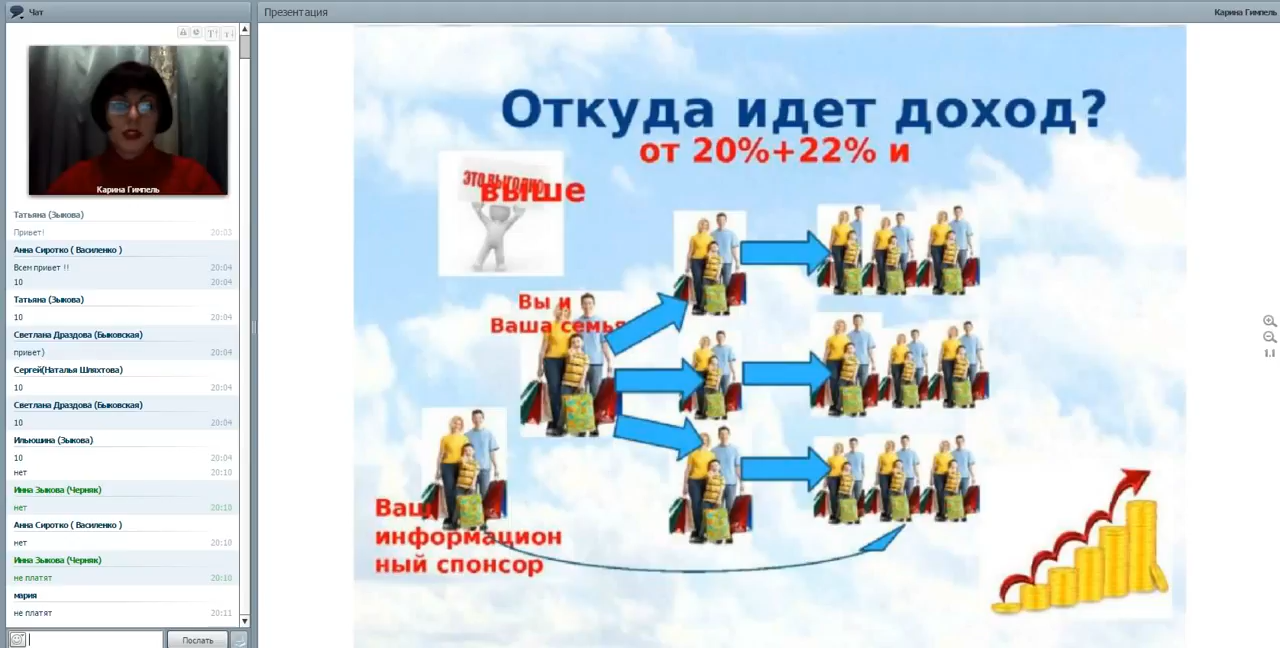 Чат
Карина Гимпель
Татьяна (Зыкова)
Привет! 20:03
Анна Сиротко ( Василенко )
Всем привет !! 20:04
10 20:04
Татьяна (Зыкова)
10 20:04
Светлана Драздова (Быковская)
привет) 20:04
Сергей(Наталья Шляхтова)
10 20:04
Светлана Драздова (Быковская)
10 20:04
Ильюшина (Зыкова)
10 20:04
нет 20:10
Инна Зыкова (Черняк)
нет 20:10
Анна Сиротко ( Василенко )
нет 20:10
Инна Зыкова (Черняк)
не платят 20:10
мария
не платят 20:11
Послать
Презентация
Карина Гимпель
Откуда идет доход?
от 20%+22% и
ЭТО ВЫГОДНО
выше
Вы и
Ваша семья
Ваш
информацион
ный спонсор
1.1